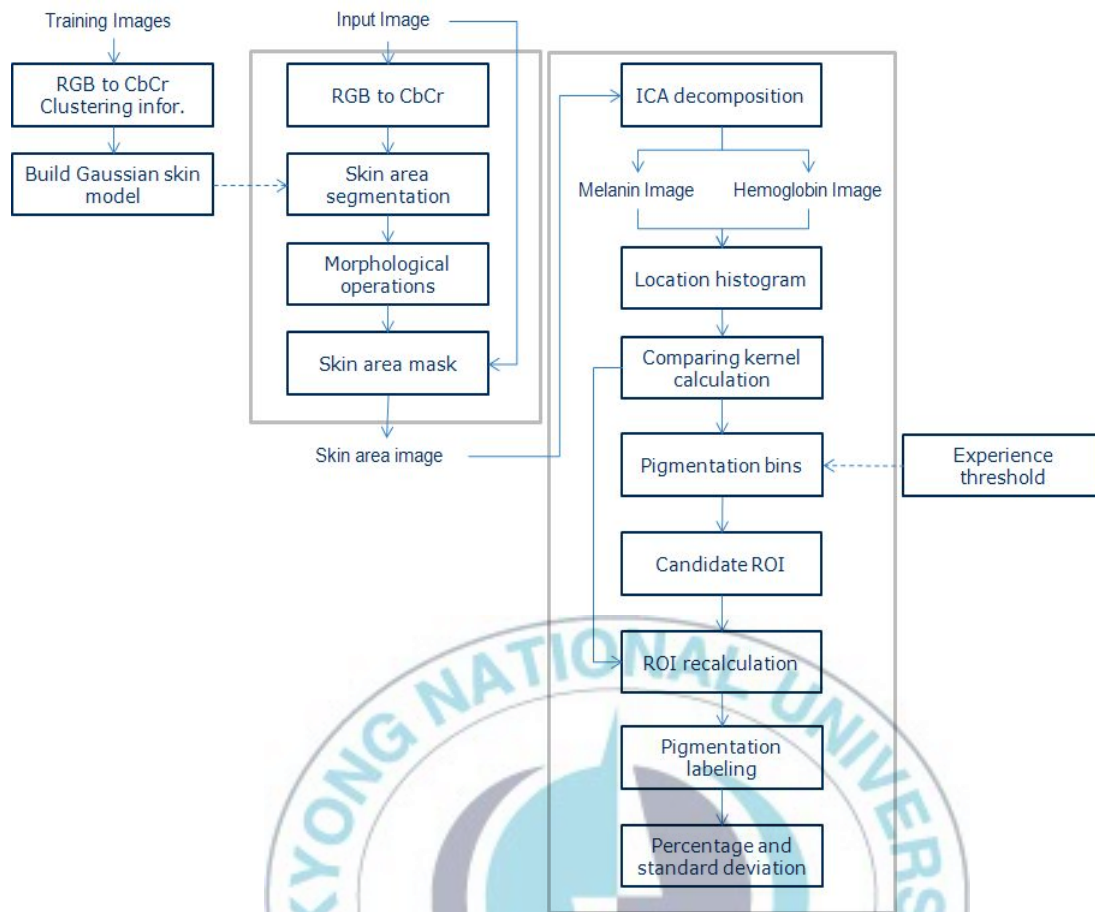 Training Images
RGB to CbCr
Clustering infor.
Build Gaussian skin
model
Input Image
RGB to CbCr
Skin area
segmentation
Morphological
operations
Skin area mask
Skin area image
ICA decomposition
Melanin Image
Hemoglobin Image
Location histogram
Comparing kernel
calculation
Pigmentation bins
Experience
threshold
Candidate ROI
ROI recalculation
Pigmentation
labeling
Percentage and
standard deviation
KYONG NATIONAL UNIVERS